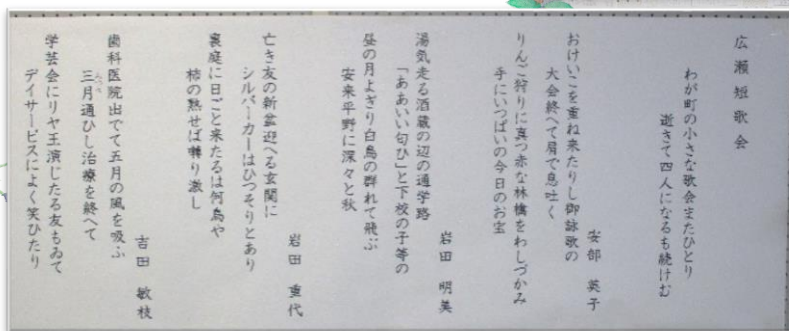 広瀬短歌会
わが町の小さな歌会またひとり
逝きて四人になるも続けむ
安部 英子
おけいこを重ね来たりし御詠歌の
大会終へて肩で息吐く
りんご狩りに真つ赤な林檎をわしづかみ
手にいつぱいの今日のお宝
岩田 明美
湯気走る酒蔵の辺の通学路
「ああいい匂ひ」と下校の子等の
昼の月よぎり白鳥の群れて飛ぶ
安来平野に深々と秋
岩田 重代
亡き友の新盆迎へる玄関に
シルバーカーはひつそりとあり
裏庭に日ごと来たるは何鳥や
柿の熟せば囀り激し
吉田 敏枝
歯科医院出でて五月の風を吸ふ
三月通ひし治療を終へて
学芸会にリヤ王演じたる友もゐて
デイサービスによく笑ひたり